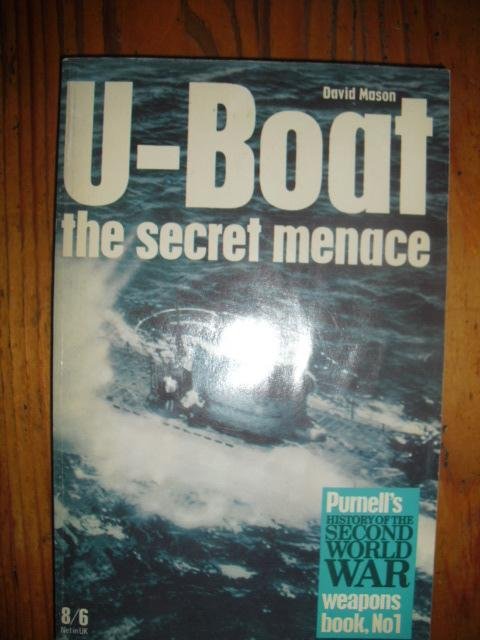 David Mason
U-Boat
the secret menace
Purnell's
HISTORY OF THE
SECOND
WORLD
WAR
weapons
book, No1
8/6
Net in UK